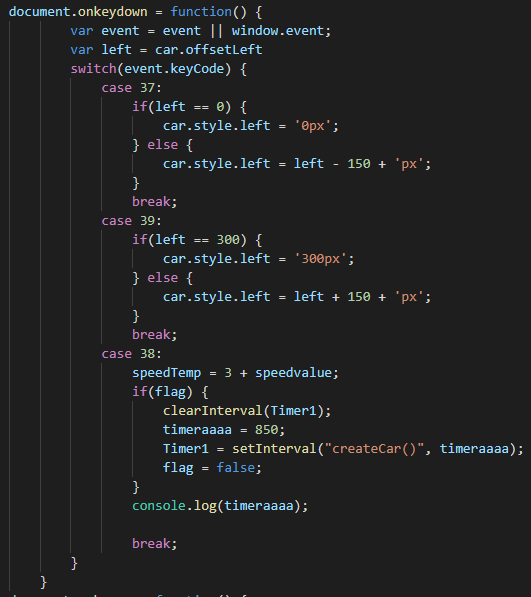 document.onkeydown = function() {
var event = event || window.event;
var left = car.offsetLeft
switch(event.keyCode) {
case 37:
if(left == 0) {
car.style.left = '0px';
} else {
car.style.left = left - 150 + 'px';
}
break;
case 39:
if(left == 300) {
car.style.left = '300px';
} else {
car.style.left = left + 150 + 'px';
}
break;
case 38:
speedTemp = 3 + speedvalue;
if(flag) {
clearInterval(Timer1);
timeraaaa = 850;
Timer1 = setInterval("createCar()", timeraaaa);
flag = false;
}
console.log(timeraaaa);
break;
}
}